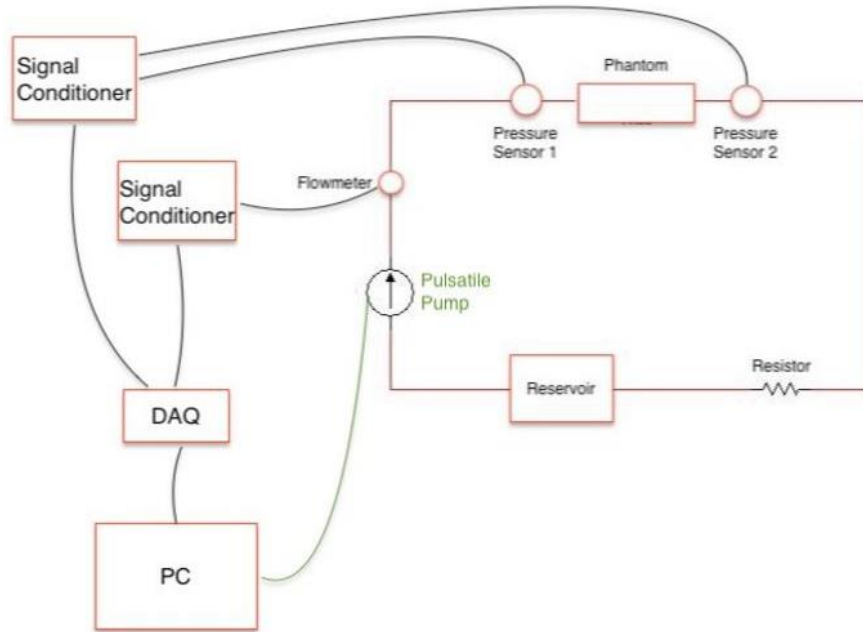 Signal
Conditioner
Phantom
Pressure
Sensor 1
Pressure
Sensor 2
Signal
Conditioner
Flowmeter
Pulsatile
Pump
Resistor
Reservoir
DAQ
PC